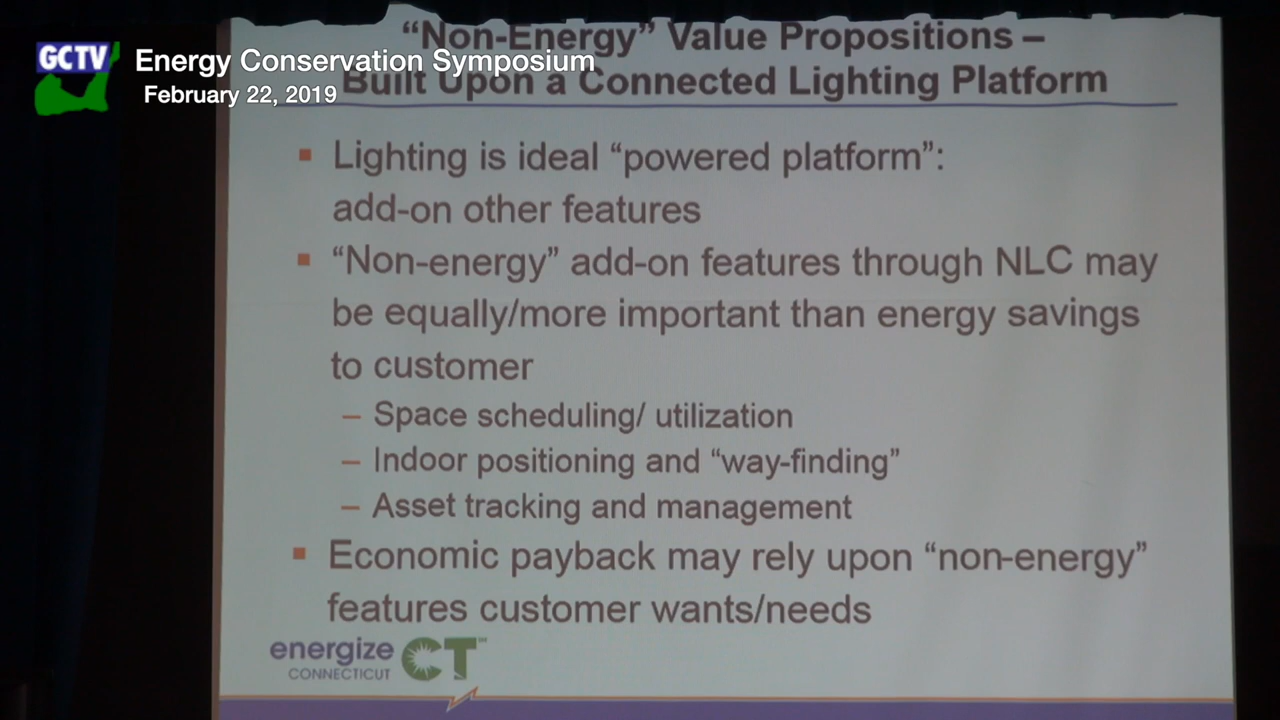 “Non-Energy” Value Propositions –
GCTV
Energy Conservation Symposium
Built Upon a Connected Lighting Platform
February 22, 2019
▪ Lighting is ideal “powered platform”:
add-on other features
▪ “Non-energy” add-on features through NLC may
be equally/more important than energy savings
to customer
– Space scheduling/ utilization
– Indoor positioning and “way-finding”
– Asset tracking and management
▪ Economic payback may rely upon “non-energy”
features customer wants/needs
energize CT™
CONNECTICUT